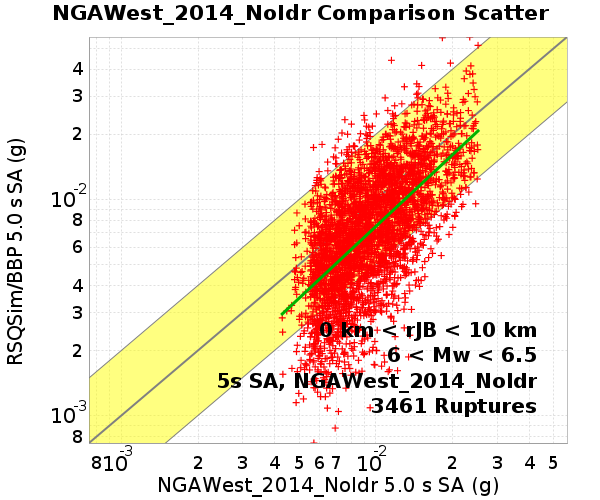 NGAWest_2014_NoIdr Comparison Scatter
RSQSim/BBP 5.0 s SA (g)
4
3
2
10-2
8
6
4
3
2
10-3
8
0 km < rJB < 10 km
6 < Mw < 6.5
5s SA, NGAWest_2014_NoIdr
3461 Ruptures
8 10-3 2 3 4 5 6 7 10-2 2 3 4 5
NGAWest_2014_NoIdr 5.0 s SA (g)